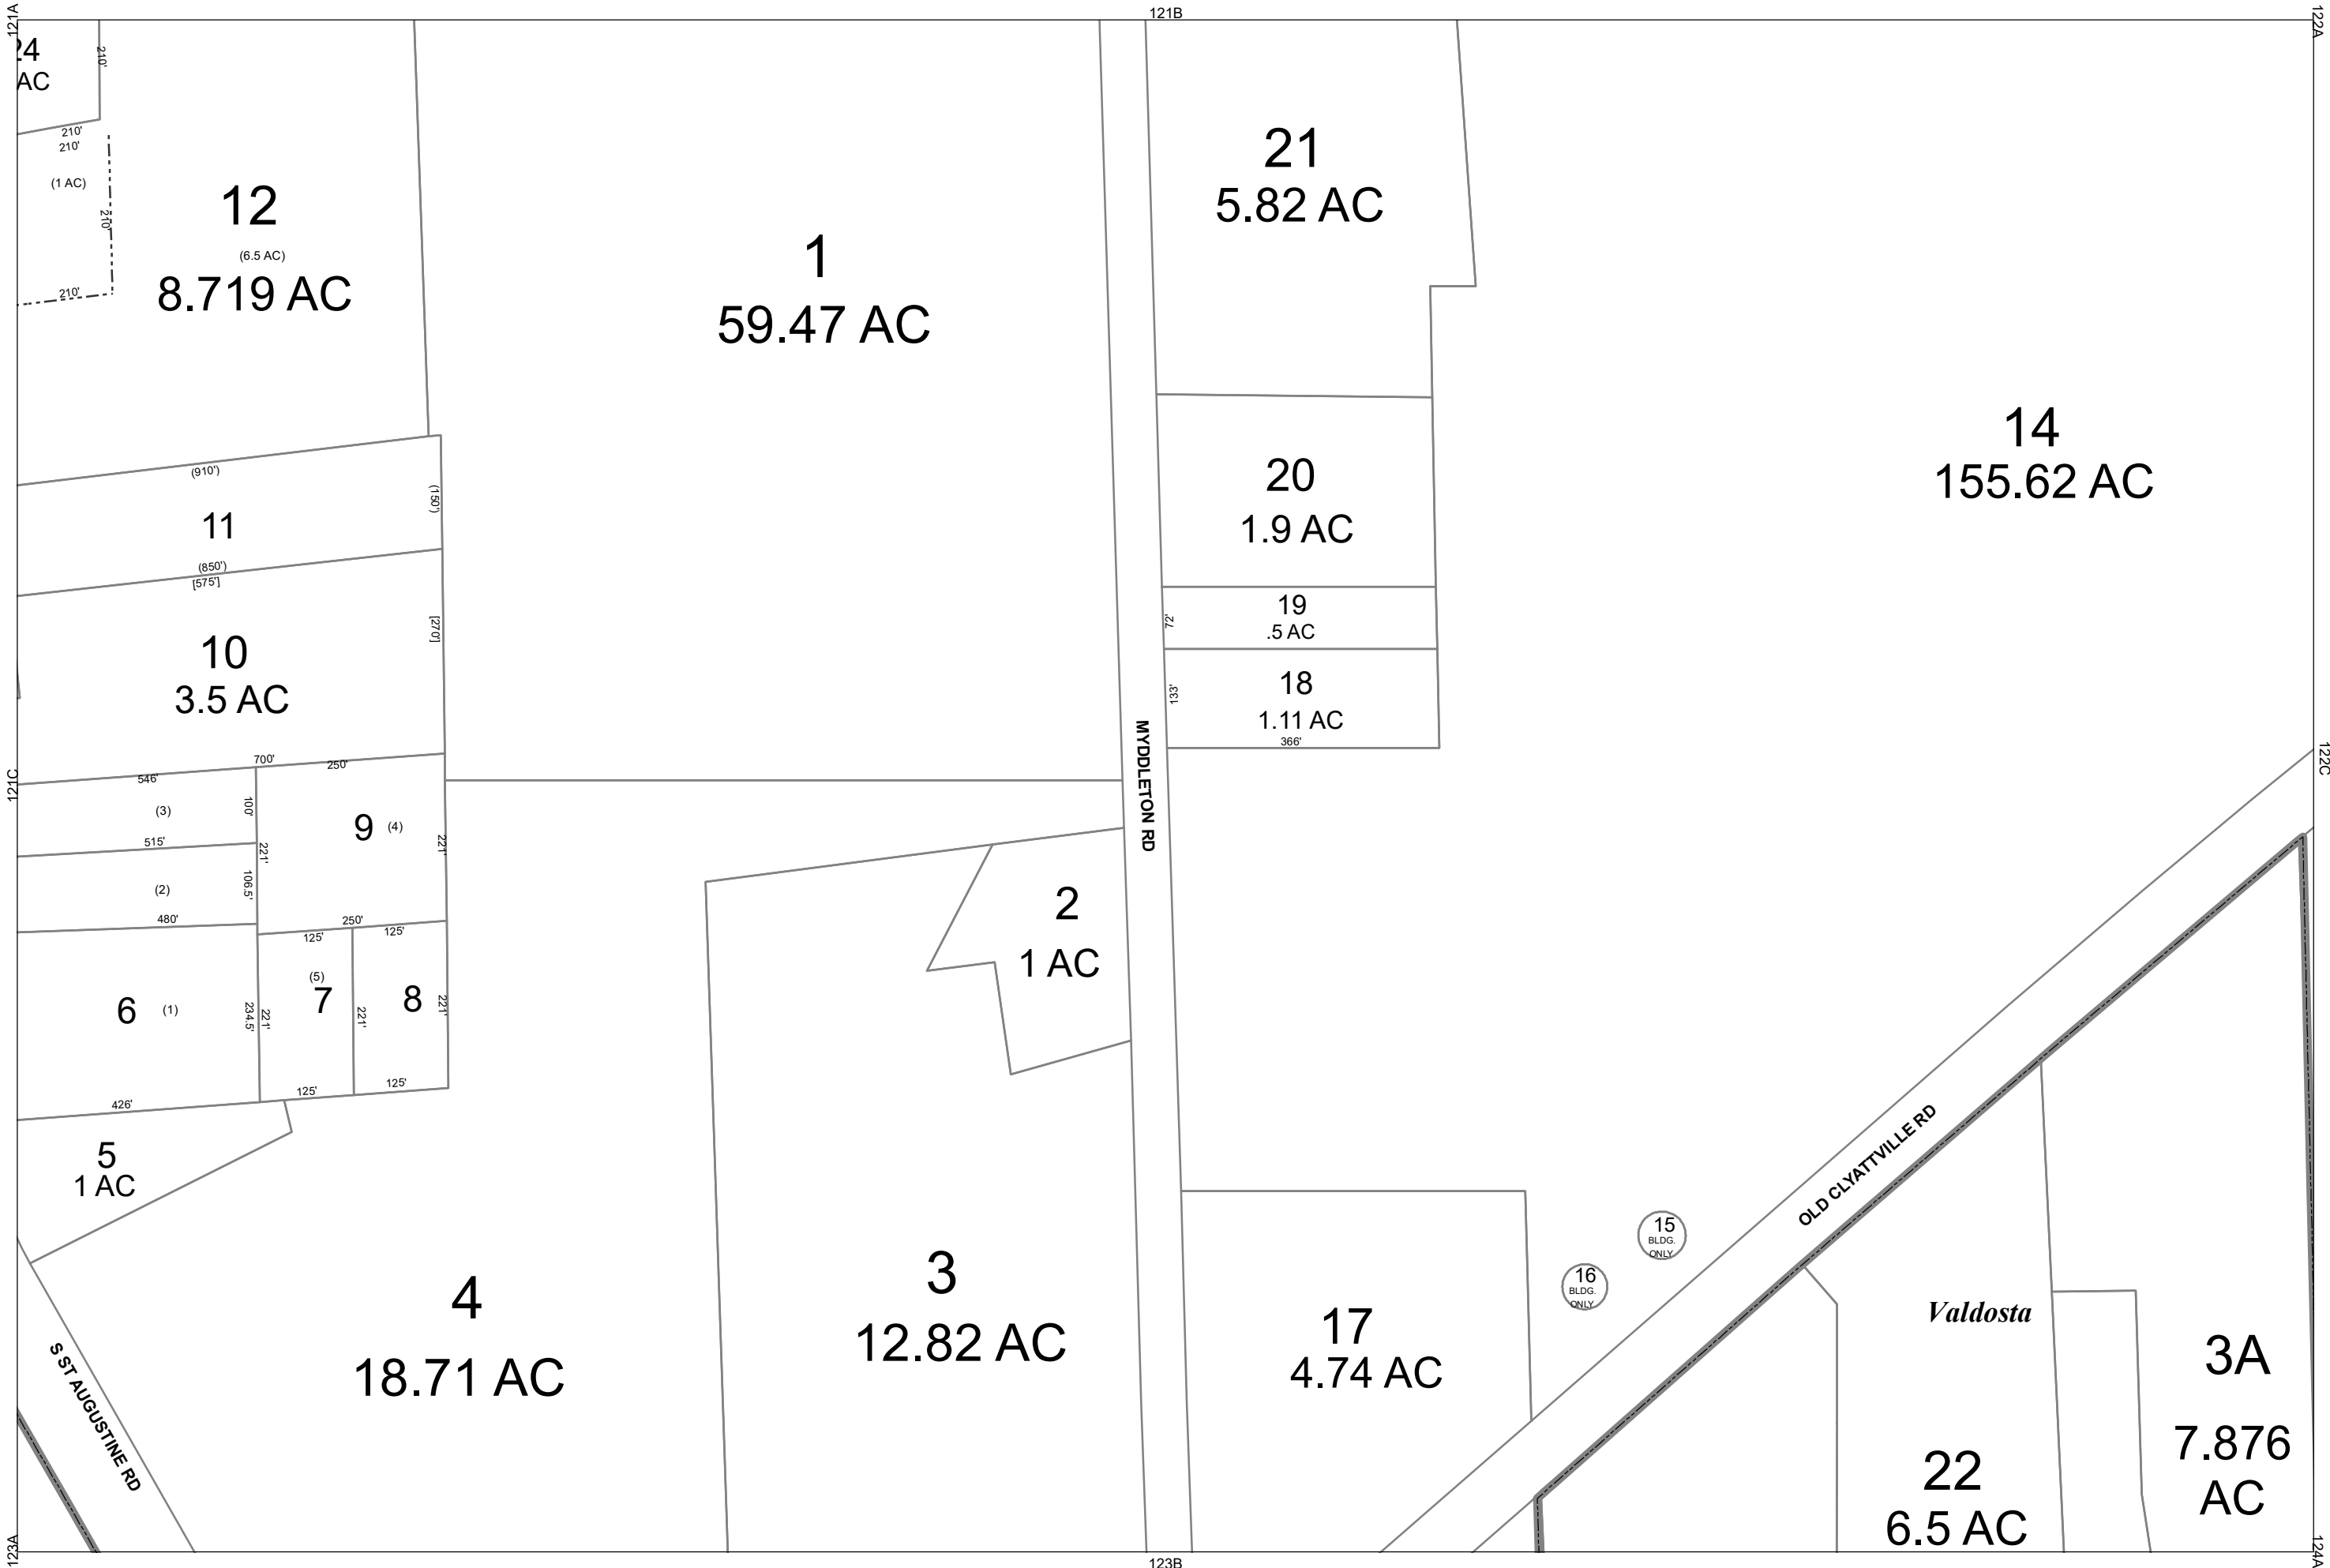 121A
121B
122A
24
AC
210'
210'
210'
(1 AC)
210'
210'
12
(6.5 AC)
8.719 AC
1
59.47 AC
21
5.82 AC
14
155.62 AC
(910')
(150')
11
(850')
[575']
[270']
10
3.5 AC
20
1.9 AC
19
.5 AC
72'
18
1.11 AC
133'
366'
MYDDLETON RD
121C
122C
700'
250'
546'
(3)
100'
9
(4)
515'
221'
221'
(2)
106.5'
480'
250'
125'
125'
2
1 AC
6
(1)
234.5'
221'
(5)
7
221'
8
221'
426'
125'
125'
5
1 AC
S ST AUGUSTINE RD
4
18.71 AC
3
12.82 AC
17
4.74 AC
15
BLDG.
ONLY
16
BLDG.
ONLY
OLD CLYATTVILLE RD
Valdosta
3A
7.876
AC
22
6.5 AC
123A
123B
124A